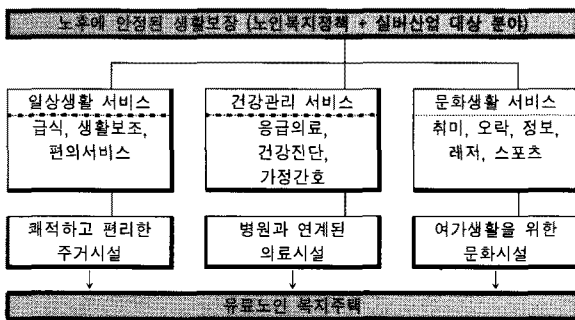 노후에 안정된 생활보장 (노인복지정책 + 실버산업 대상 분야)
일상생활 서비스
급식, 생활보조,
편의서비스
건강관리 서비스
응급의료,
건강진단,
가정간호
문화생활 서비스
취미, 오락, 정보,
레저, 스포츠
쾌적하고 편리한
주거시설
병원과 연계된
의료시설
여가생활을 위한
문화시설
유료노인 복지주택